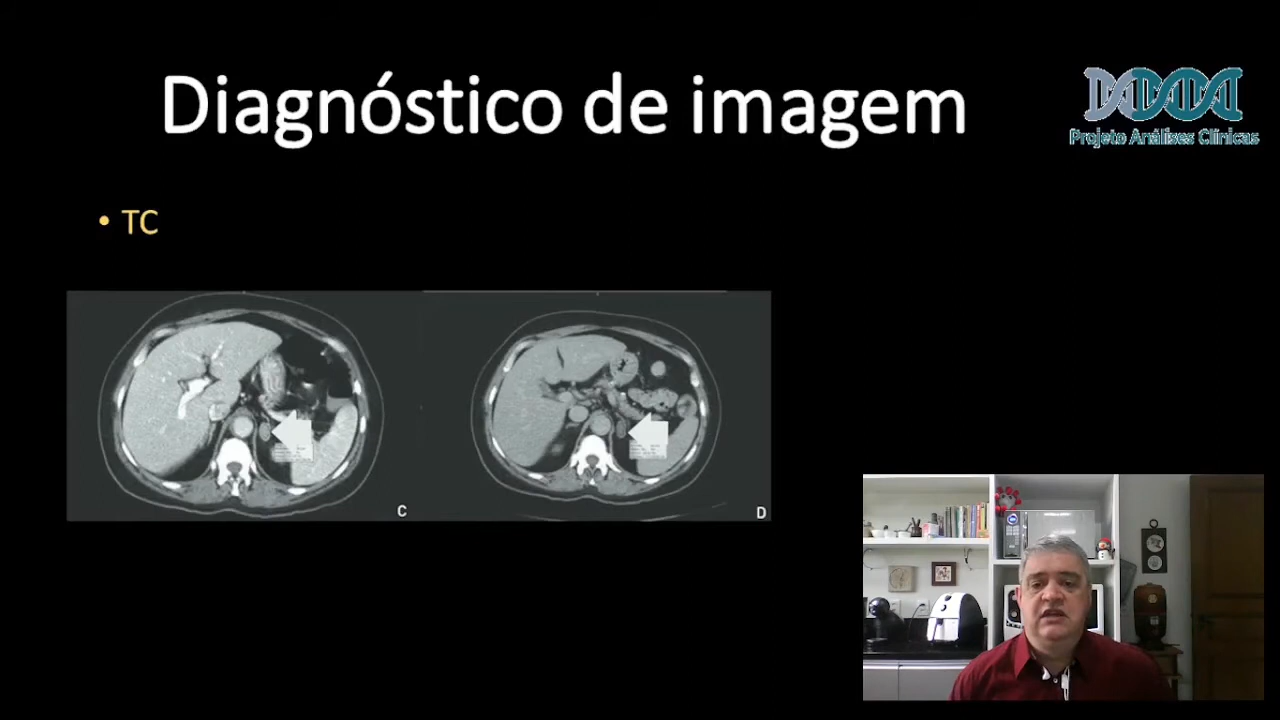 Diagnóstico de imagem
Projeto Análises Clínicas
• TC
C
D